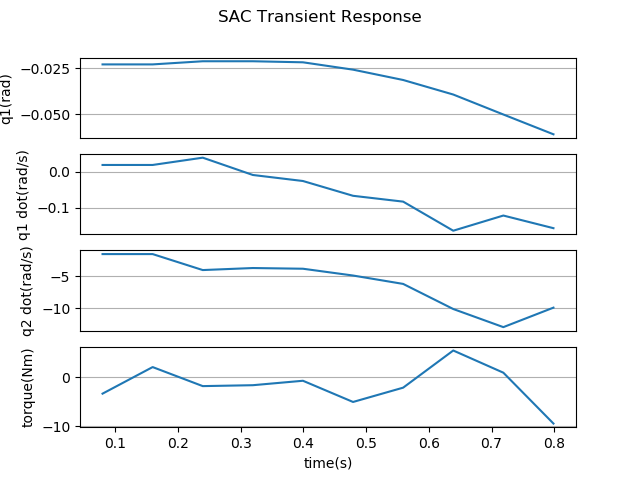 SAC Transient Response
q1(rad)
−0.025
−0.050
q1 dot(rad/s)
0.0
−0.1
q2 dot(rad/s)
−5
−10
torque(Nm)
0
−10
0.1 0.2 0.3 0.4 0.5 0.6 0.7 0.8
time(s)